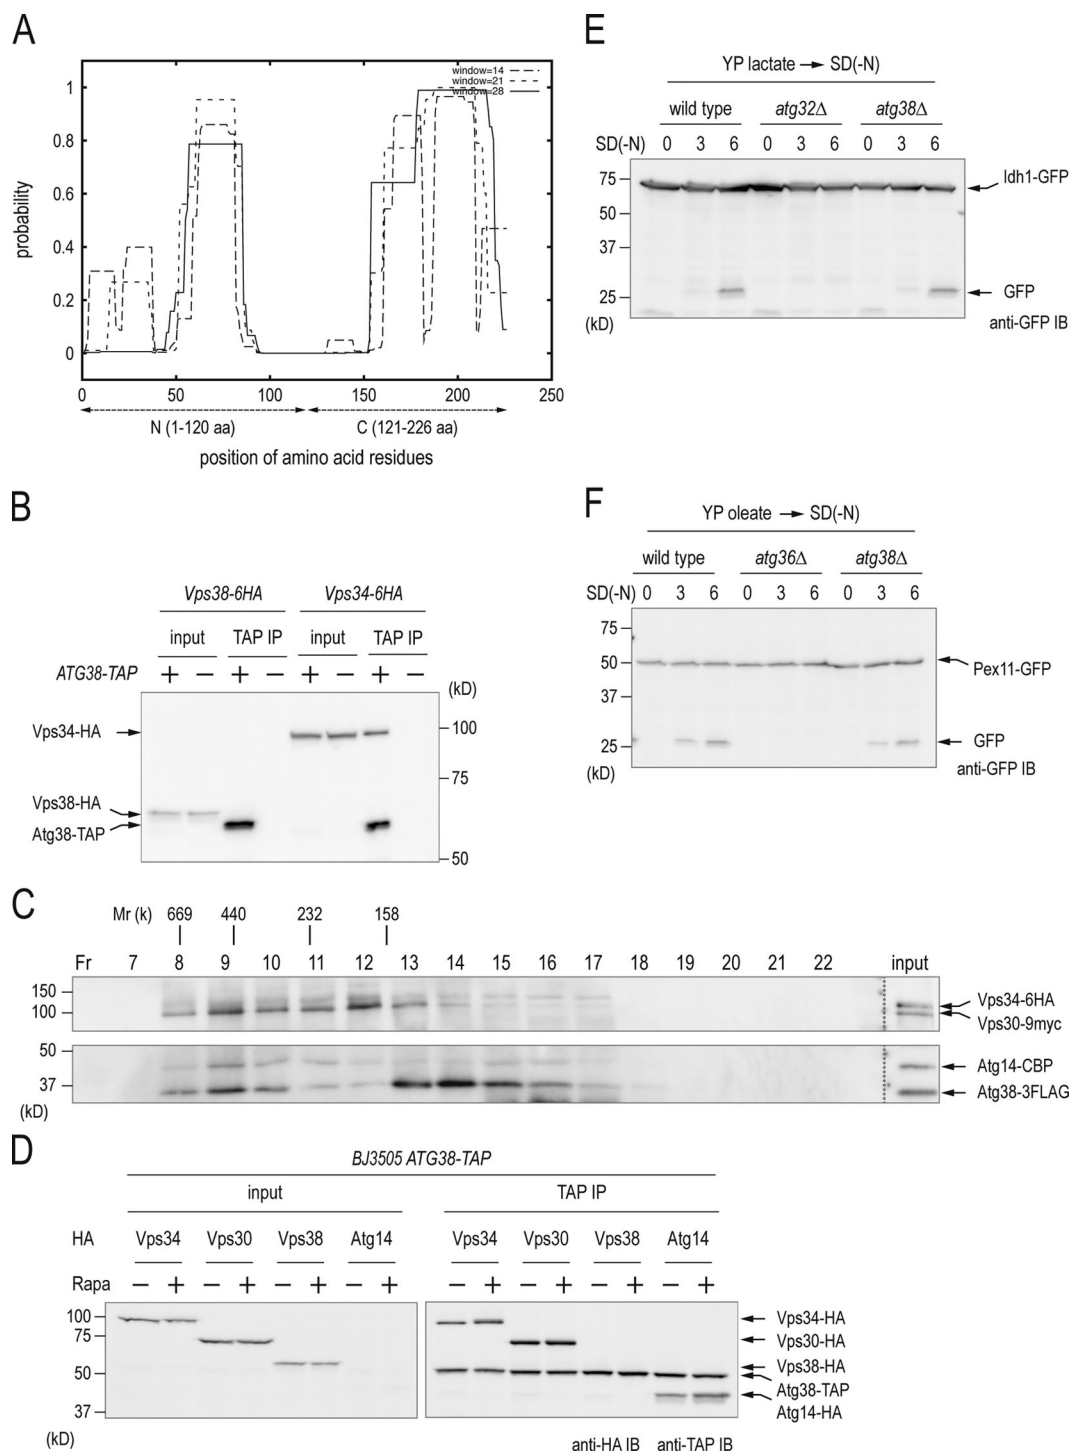 A
window=14
window=21
window=28
1
0.8
0.6
0.4
0.2
0
probability
0 50 100 150 200 250
N (1-120 aa) C (121-226 aa)
position of amino acid residues
B
Vps38-6HA Vps34-6HA
input TAP IP input TAP IP
ATG38-TAP + − + − + − + −
(kD)
Vps34-HA
Vps38-HA
Atg38-TAP
100
75
50
C
Mr (k) 669 440 232 158
Fr 7 8 9 10 11 12 13 14 15 16 17 18 19 20 21 22 input
150
100
Vps34-6HA
Vps30-9myc
50
37
(kD)
Atg14-CBP
Atg38-3FLAG
D
BJ3505 ATG38-TAP
input TAP IP
HA Vps34 Vps30 Vps38 Atg14 Vps34 Vps30 Vps38 Atg14
Rapa − + − + − + − + − + − + − + − +
100
75
50
37
(kD)
Vps34-HA
Vps30-HA
Vps38-HA
Atg38-TAP
Atg14-HA
anti-HA IB anti-TAP IB
E
YP lactate → SD(-N)
wild type atg32Δ atg38Δ
SD(-N) 0 3 6 0 3 6 0 3 6
75
50
37
25
(kD)
Idh1-GFP
GFP
anti-GFP IB
F
YP oleate → SD(-N)
wild type atg36Δ atg38Δ
SD(-N) 0 3 6 0 3 6 0 3 6
75
50
37
25
(kD)
Pex11-GFP
GFP
anti-GFP IB